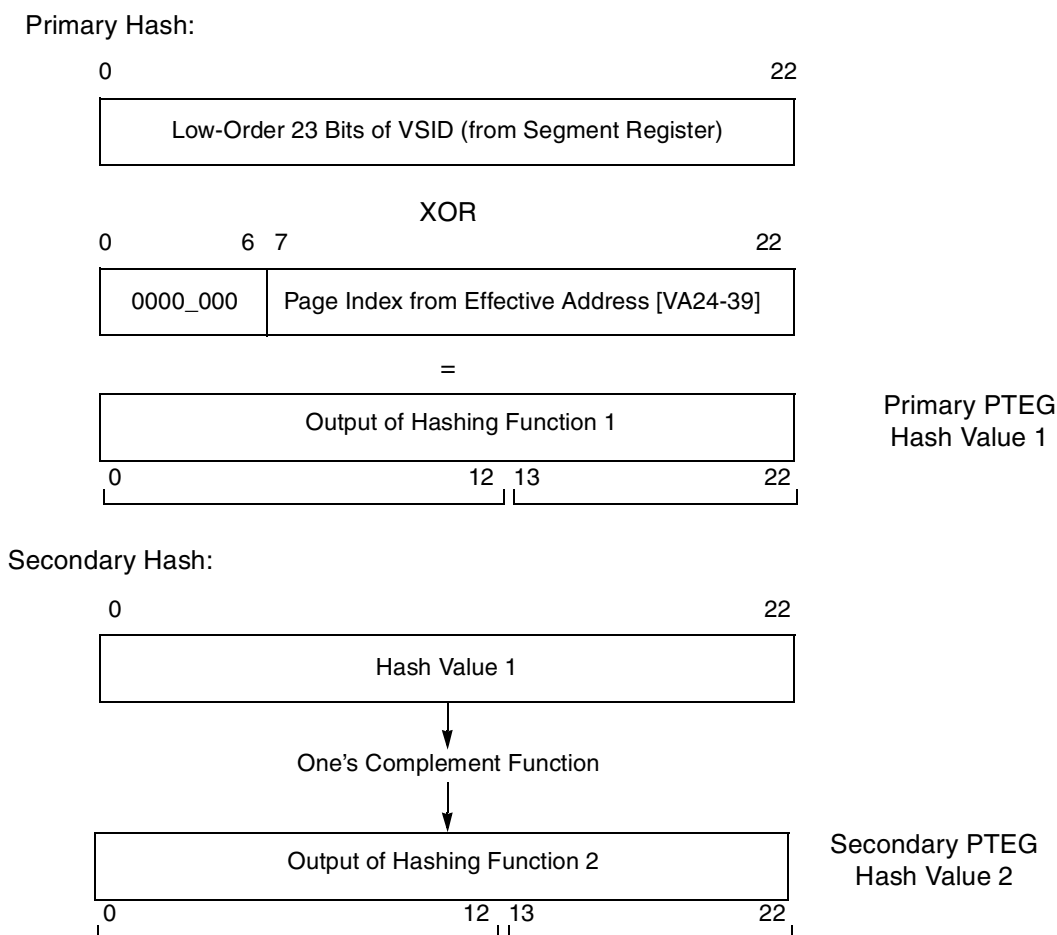 Primary Hash:
0 22
Low-Order 23 Bits of VSID (from Segment Register)
XOR
0 6 7 22
0000_000 Page Index from Effective Address [VA24-39]
=
Output of Hashing Function 1
Primary PTEG
Hash Value 1
0 12 13 22
Secondary Hash:
0 22
Hash Value 1
One's Complement Function
Output of Hashing Function 2
Secondary PTEG
Hash Value 2
0 12 13 22